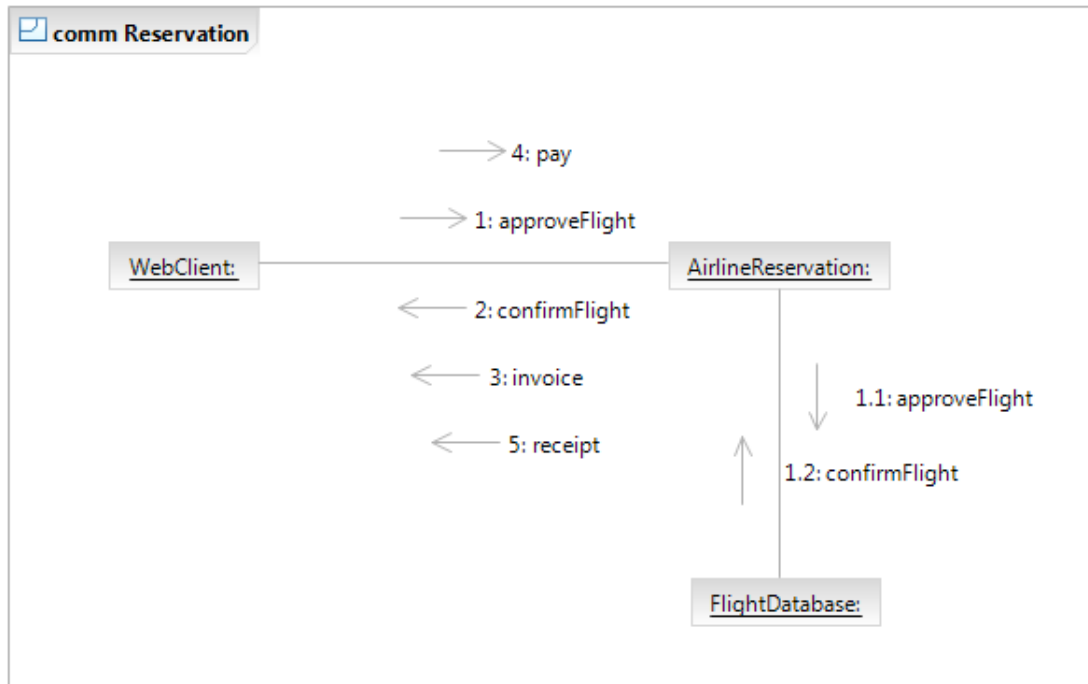 comm Reservation
4: pay
1: approveFlight
WebClient:
AirlineReservation:
2: confirmFlight
3: invoice
1.1: approveFlight
5: receipt
1.2: confirmFlight
FlightDatabase: